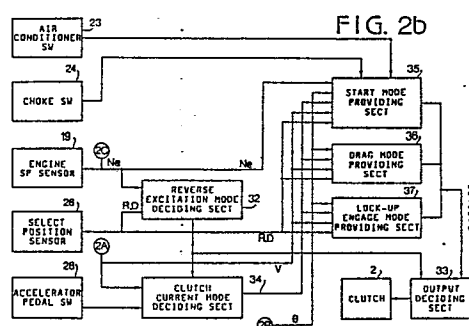 FIG. 2b
23
AIR
CONDITIONER
SW
24
CHOKE SW
19
ENGINE
SP SENSOR
2C
Ne
Ne
26
SELECT
POSITION
SENSOR
R,D
REVERSE
EXCITATION MODE
DECIDING SECT
32
R,D
2A
V
28
ACCELERATOR
PEDAL SW
CLUTCH
CURRENT MODE
DECIDING SECT
34
35
START MODE
PROVIDING
SECT
36
DRAG MODE
PROVIDING
SECT
37
LOCK-UP
ENGAGE MODE
PROVIDING SECT
2
CLUTCH
33
OUTPUT
DECIDING
SECT
θ